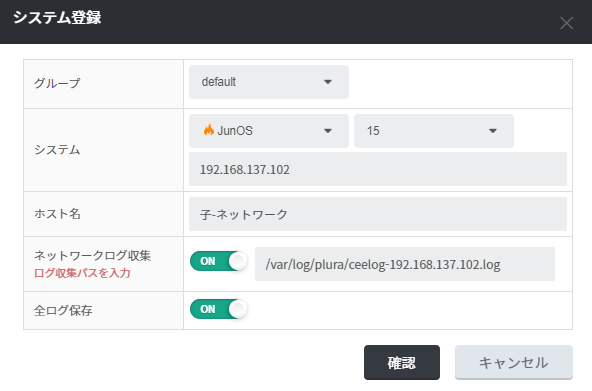 システム登録
グループ
default
システム
JunOS
15
192.168.137.102
ホスト名
子-ネットワーク
ネットワークログ収集
ログ収集パスを入力
ON
/var/log/plura/ceelog-192.168.137.102.log
全ログ保存
ON
確認
キャンセル